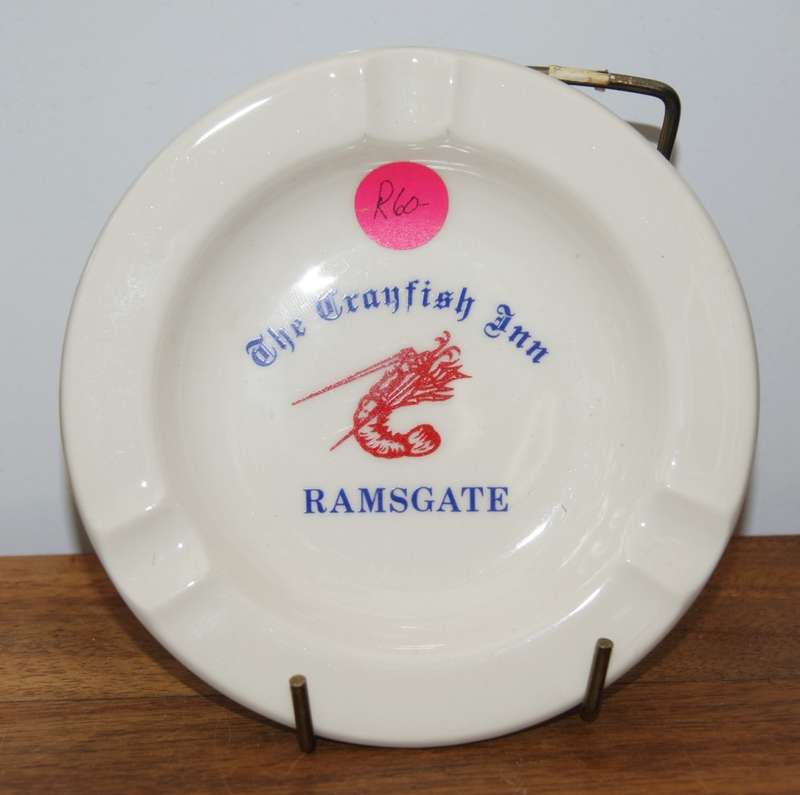 R60-
The Crayfish Inn
RAMSGATE